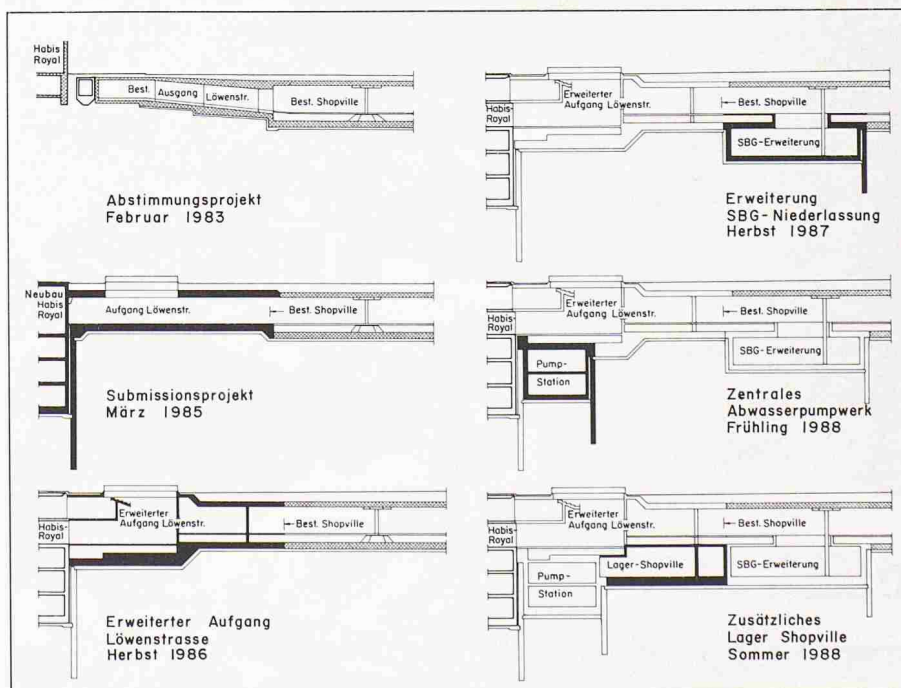 Habis
Royal
Best. Ausgang Löwenstr. Best. Shopville
Abstimmungsprojekt
Februar 1983
Neubau
Habis
Royal
Aufgang Löwenstr. Best. Shopville
Submissionsprojekt
März 1985
Habis-
Royal
Erweiterter
Aufgang Löwenstr. Best. Shopville
Erweiterter Aufgang
Löwenstrasse
Herbst 1986
Habis-
Royal
Erweiterter
Aufgang Löwenstr. Best. Shopville
SBG-Erweiterung
Erweiterung
SBG-Niederlassung
Herbst 1987
Habis-
Royal
Erweiterter
Aufgang Löwenstr. Best. Shopville
SBG-Erweiterung
Pump-
Station
Zentrales
Abwasserpumpwerk
Frühling 1988
Habis-
Royal
Erweiterter
Aufgang Löwenstr. Best. Shopville
Lager-Shopville SBG-Erweiterung
Pump-
Station
Zusätzliches
Lager Shopville
Sommer 1988